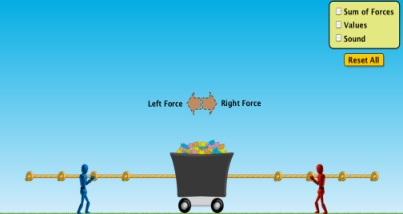 Sum of Forces
Values
Sound
Reset All
Left Force
Right Force